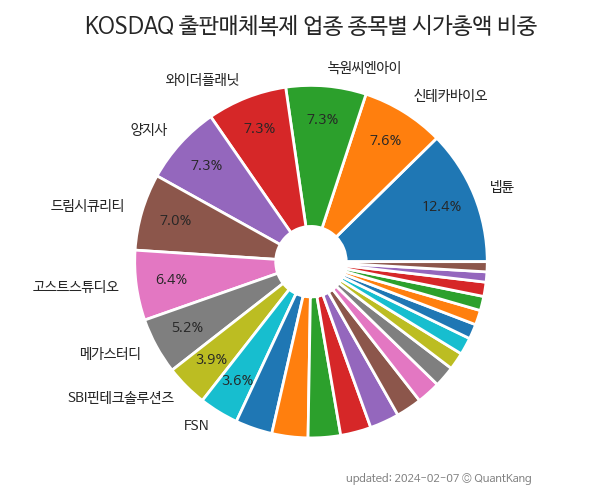 KOSDAQ 출판매체복제 업종 종목별 시가총액 비중
녹원씨엔아이
와이더플래닛
신테카바이오
양지사
7.3%
7.3%
7.6%
7.3%
넵튠
12.4%
드림시큐리티
7.0%
6.4%
고스트스튜디오
5.2%
메가스터디
3.9%
3.6%
SBI핀테크솔루션즈
FSN
updated: 2024-02-07 © QuantKang